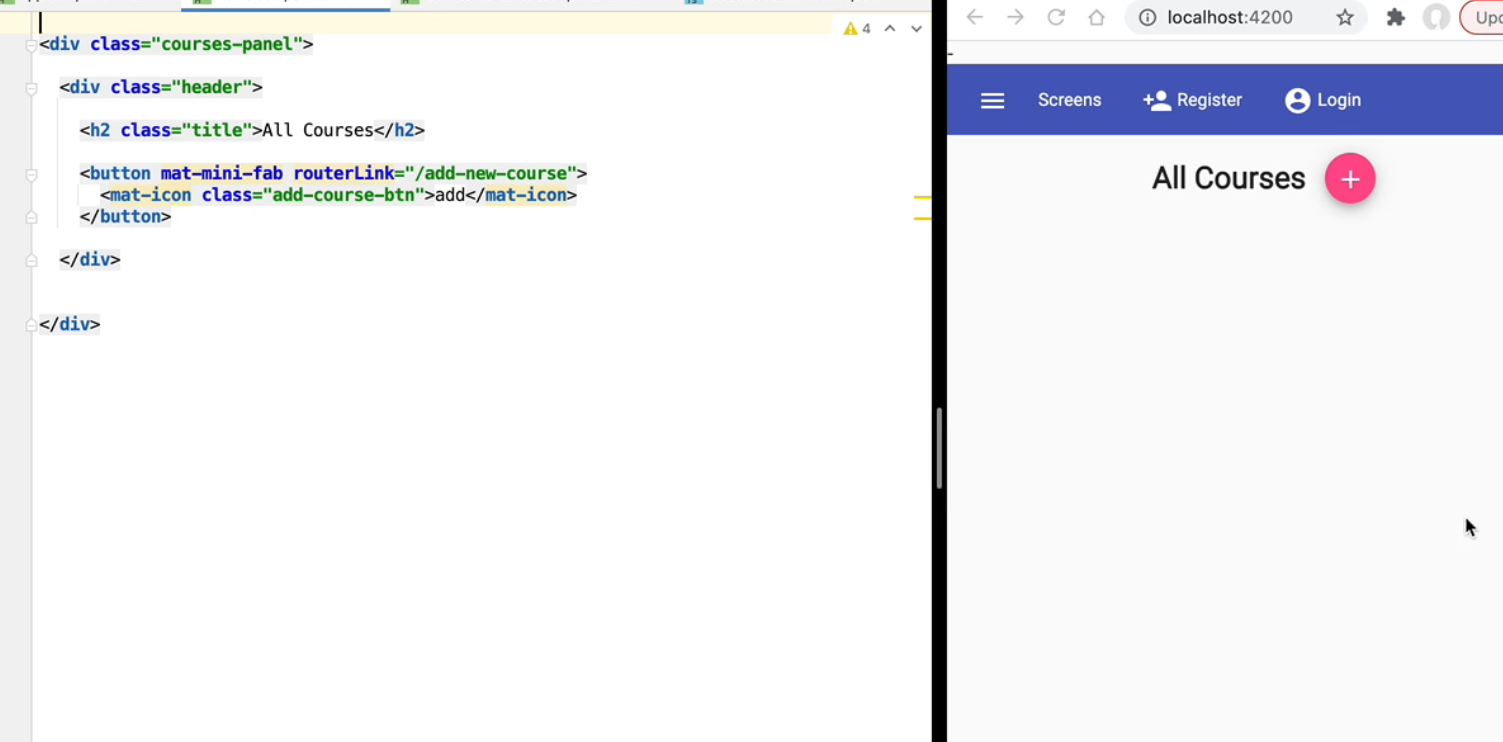 4
<div class="courses-panel">
<div class="header">
<h2 class="title">All Courses</h2>
<button mat-mini-fab routerLink="/add-new-course">
<mat-icon class="add-course-btn">add</mat-icon>
</button>
</div>
</div>
localhost:4200
Screens
Register
Login
All Courses